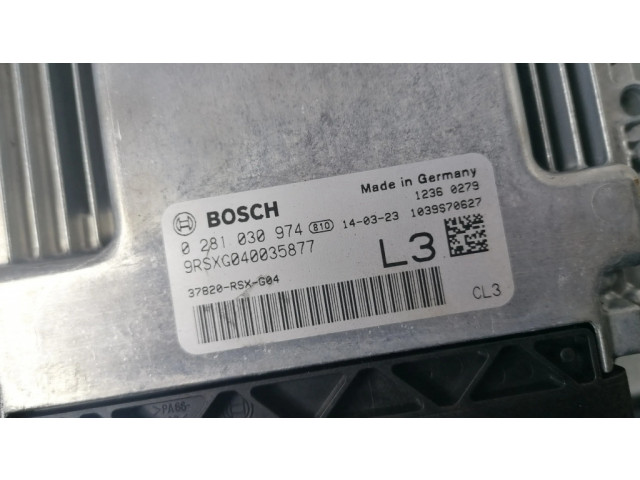 Made in Germany
1236 0279
BOSCH
0 281 030 974 810 14-03-23 1039S70627
9RSXG040035877
L3
37820-RSX-G04
CL3
>PA66-